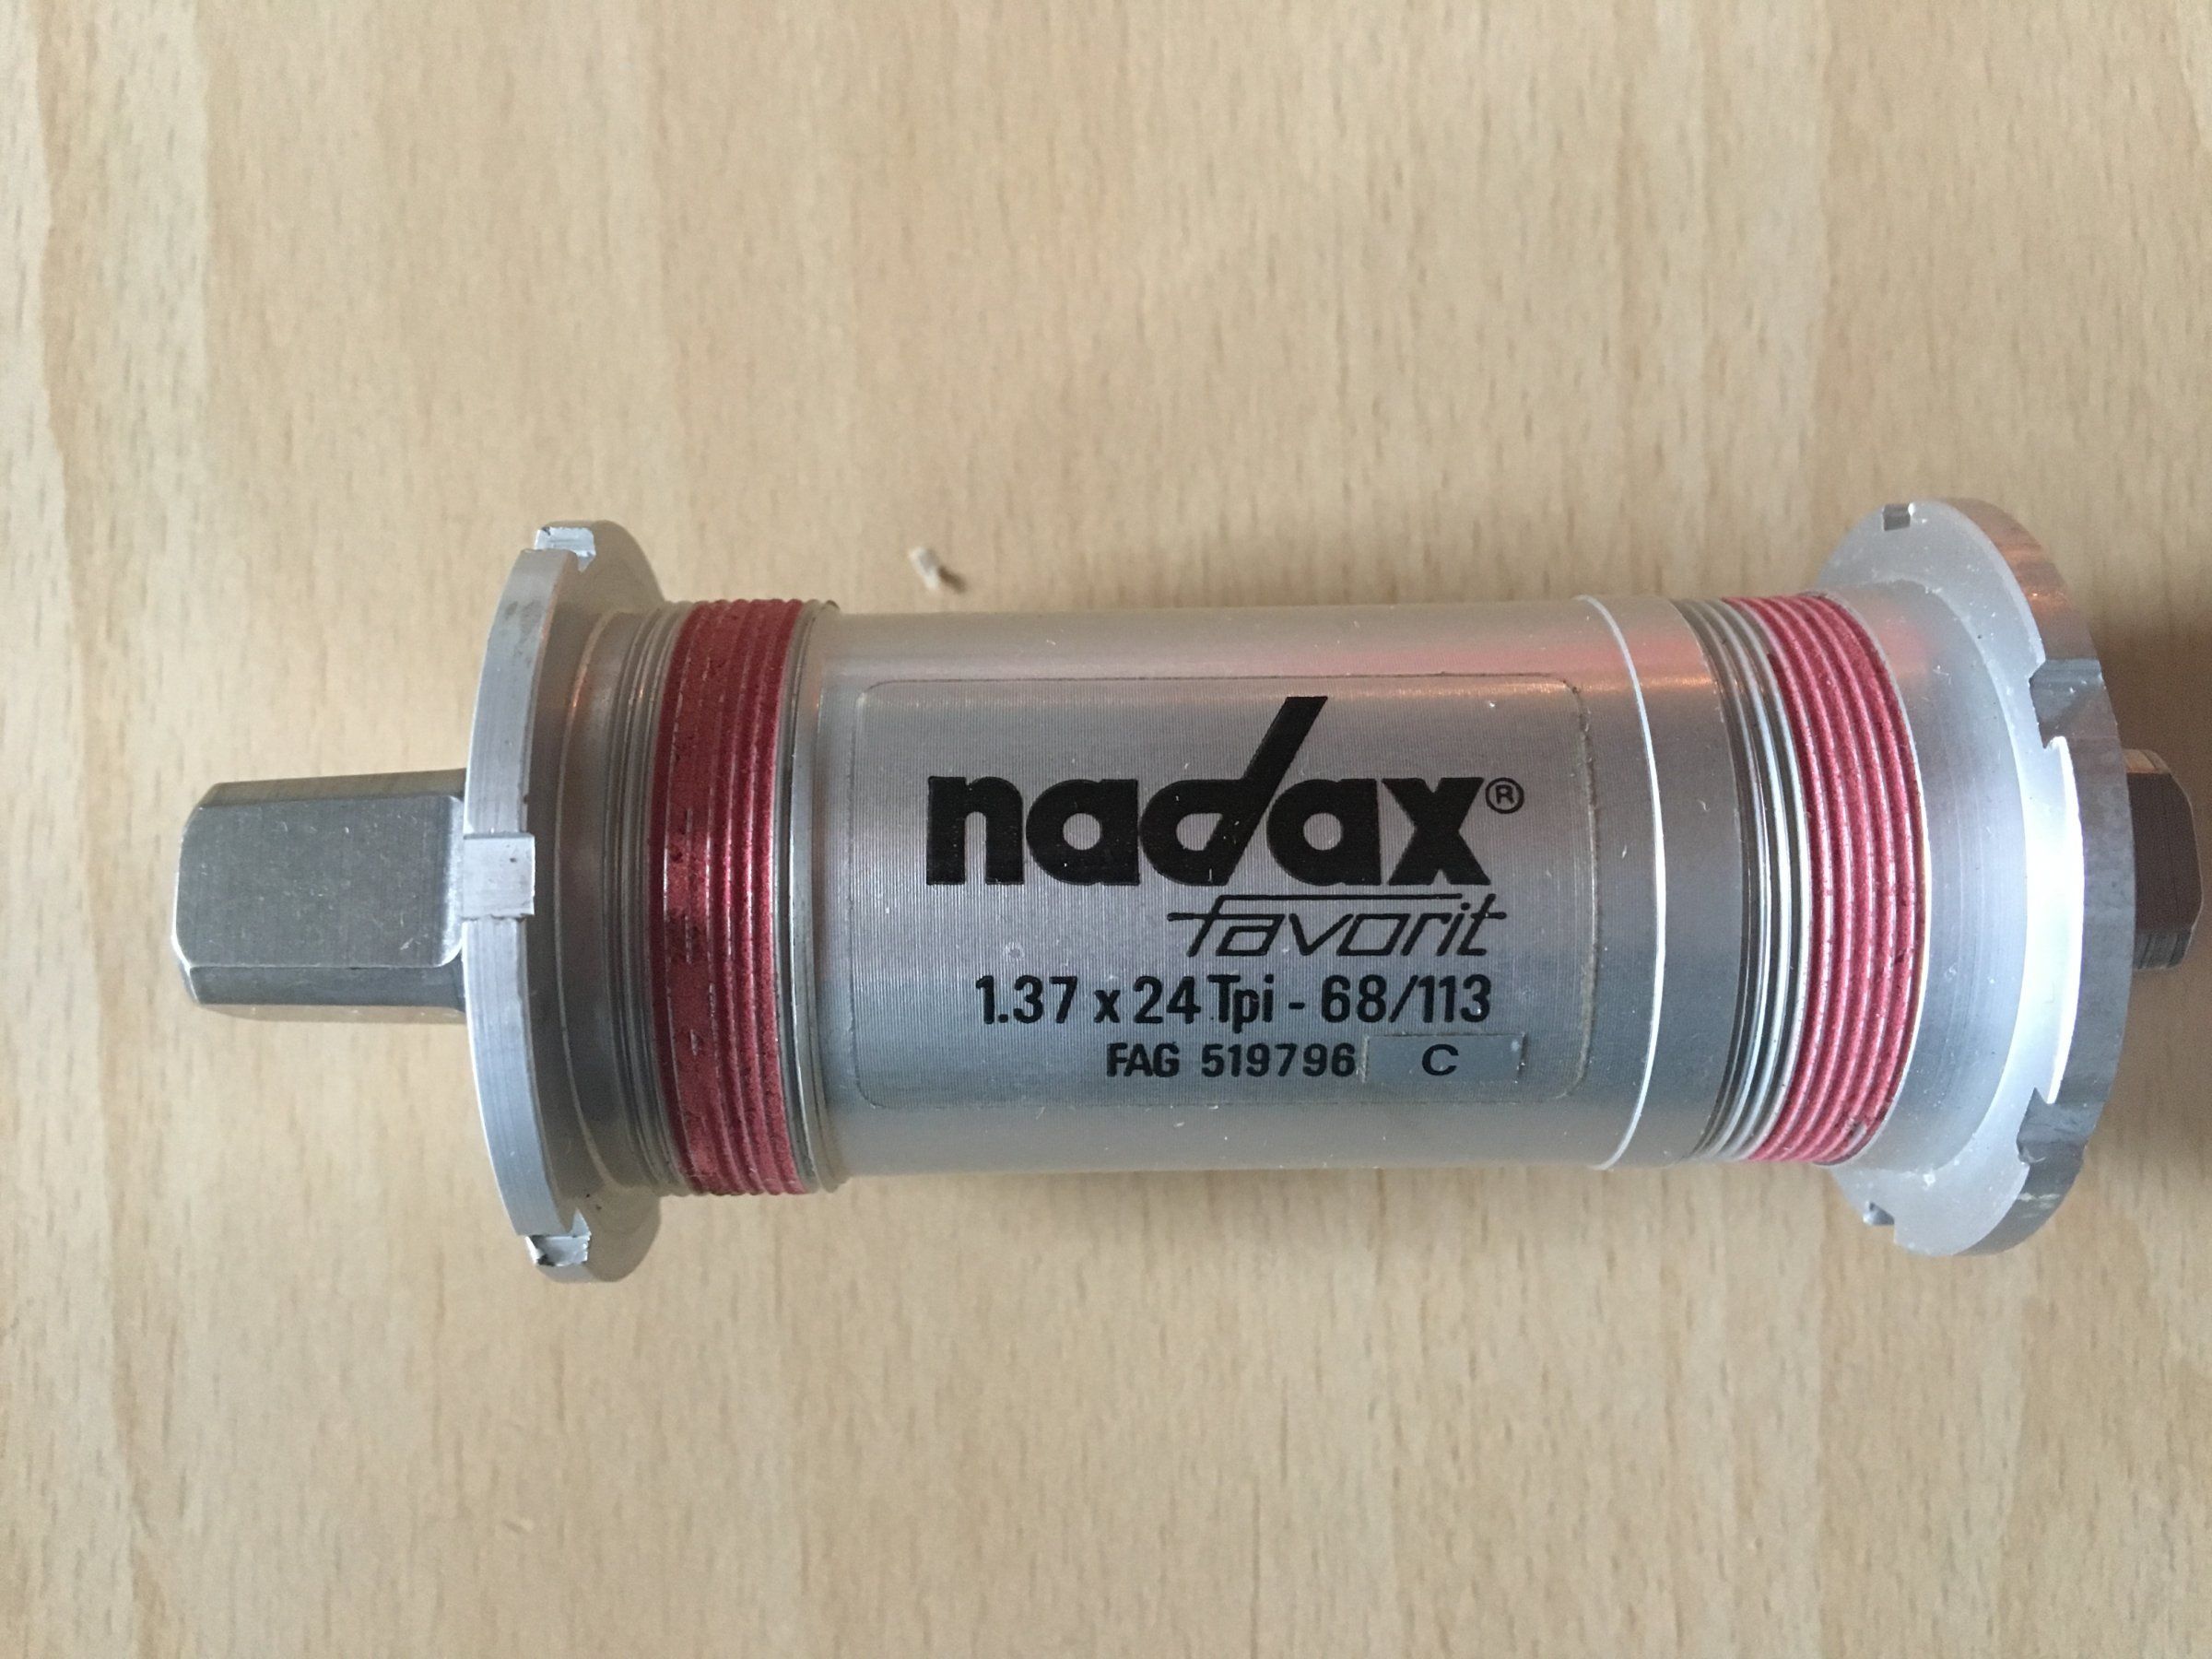 nadax®
favorit
1.37 x 24 Tpi - 68/113
FAG 519796 C